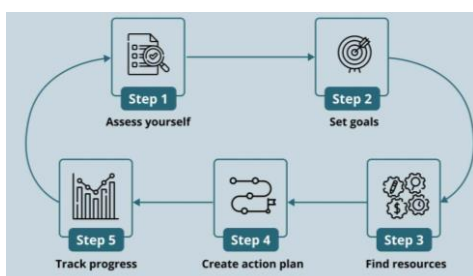 Step 1
Assess yourself
Step 2
Set goals
Step 3
Find resources
Step 4
Create action plan
Step 5
Track progress